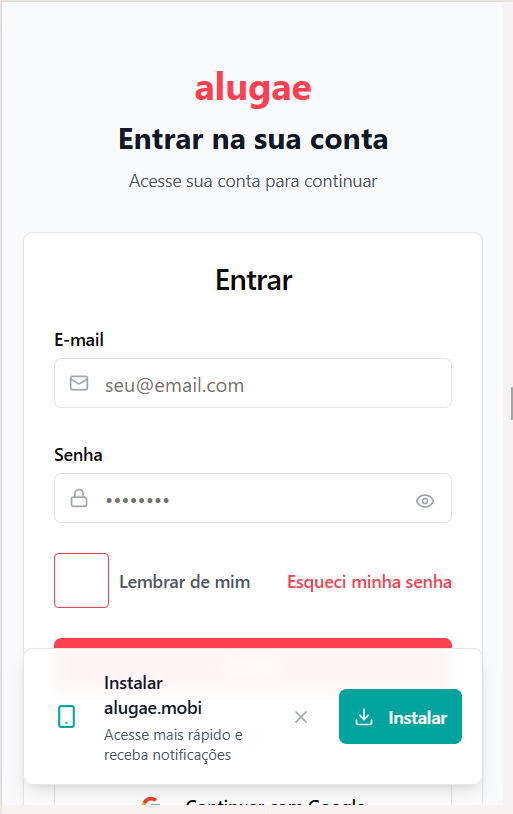 alugae
Entrar na sua conta
Acesse sua conta para continuar
Entrar
E-mail
seu@email.com
Senha
••••••••
Lembrar de mim
Esqueci minha senha
Instalar
alugae.mobi
Acesse mais rápido e
receba notificações
Instalar
Continuar com Google